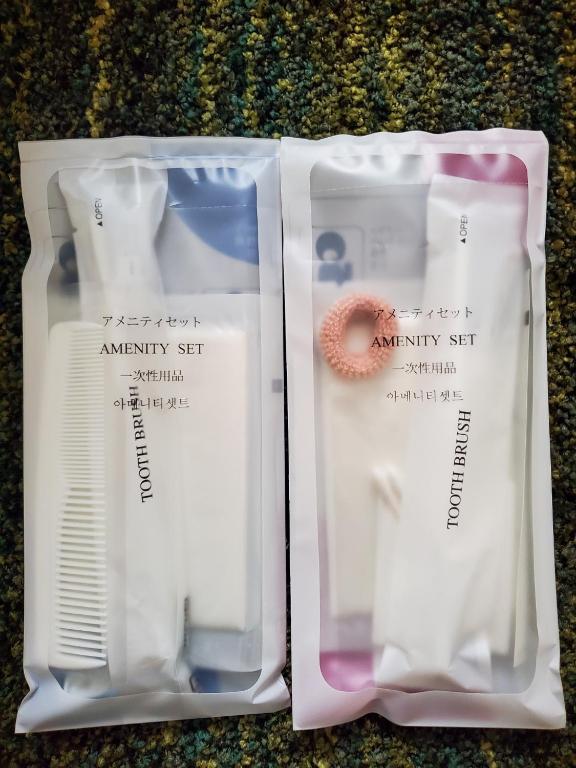 ▲OPEN
アメニティセット
AMENITY SET
一次性用品
아메니티셋트
TOOTH BRUSH
▲OPEN
アメニティセット
AMENITY SET
一次性用品
아메니티셋트
TOOTH BRUSH